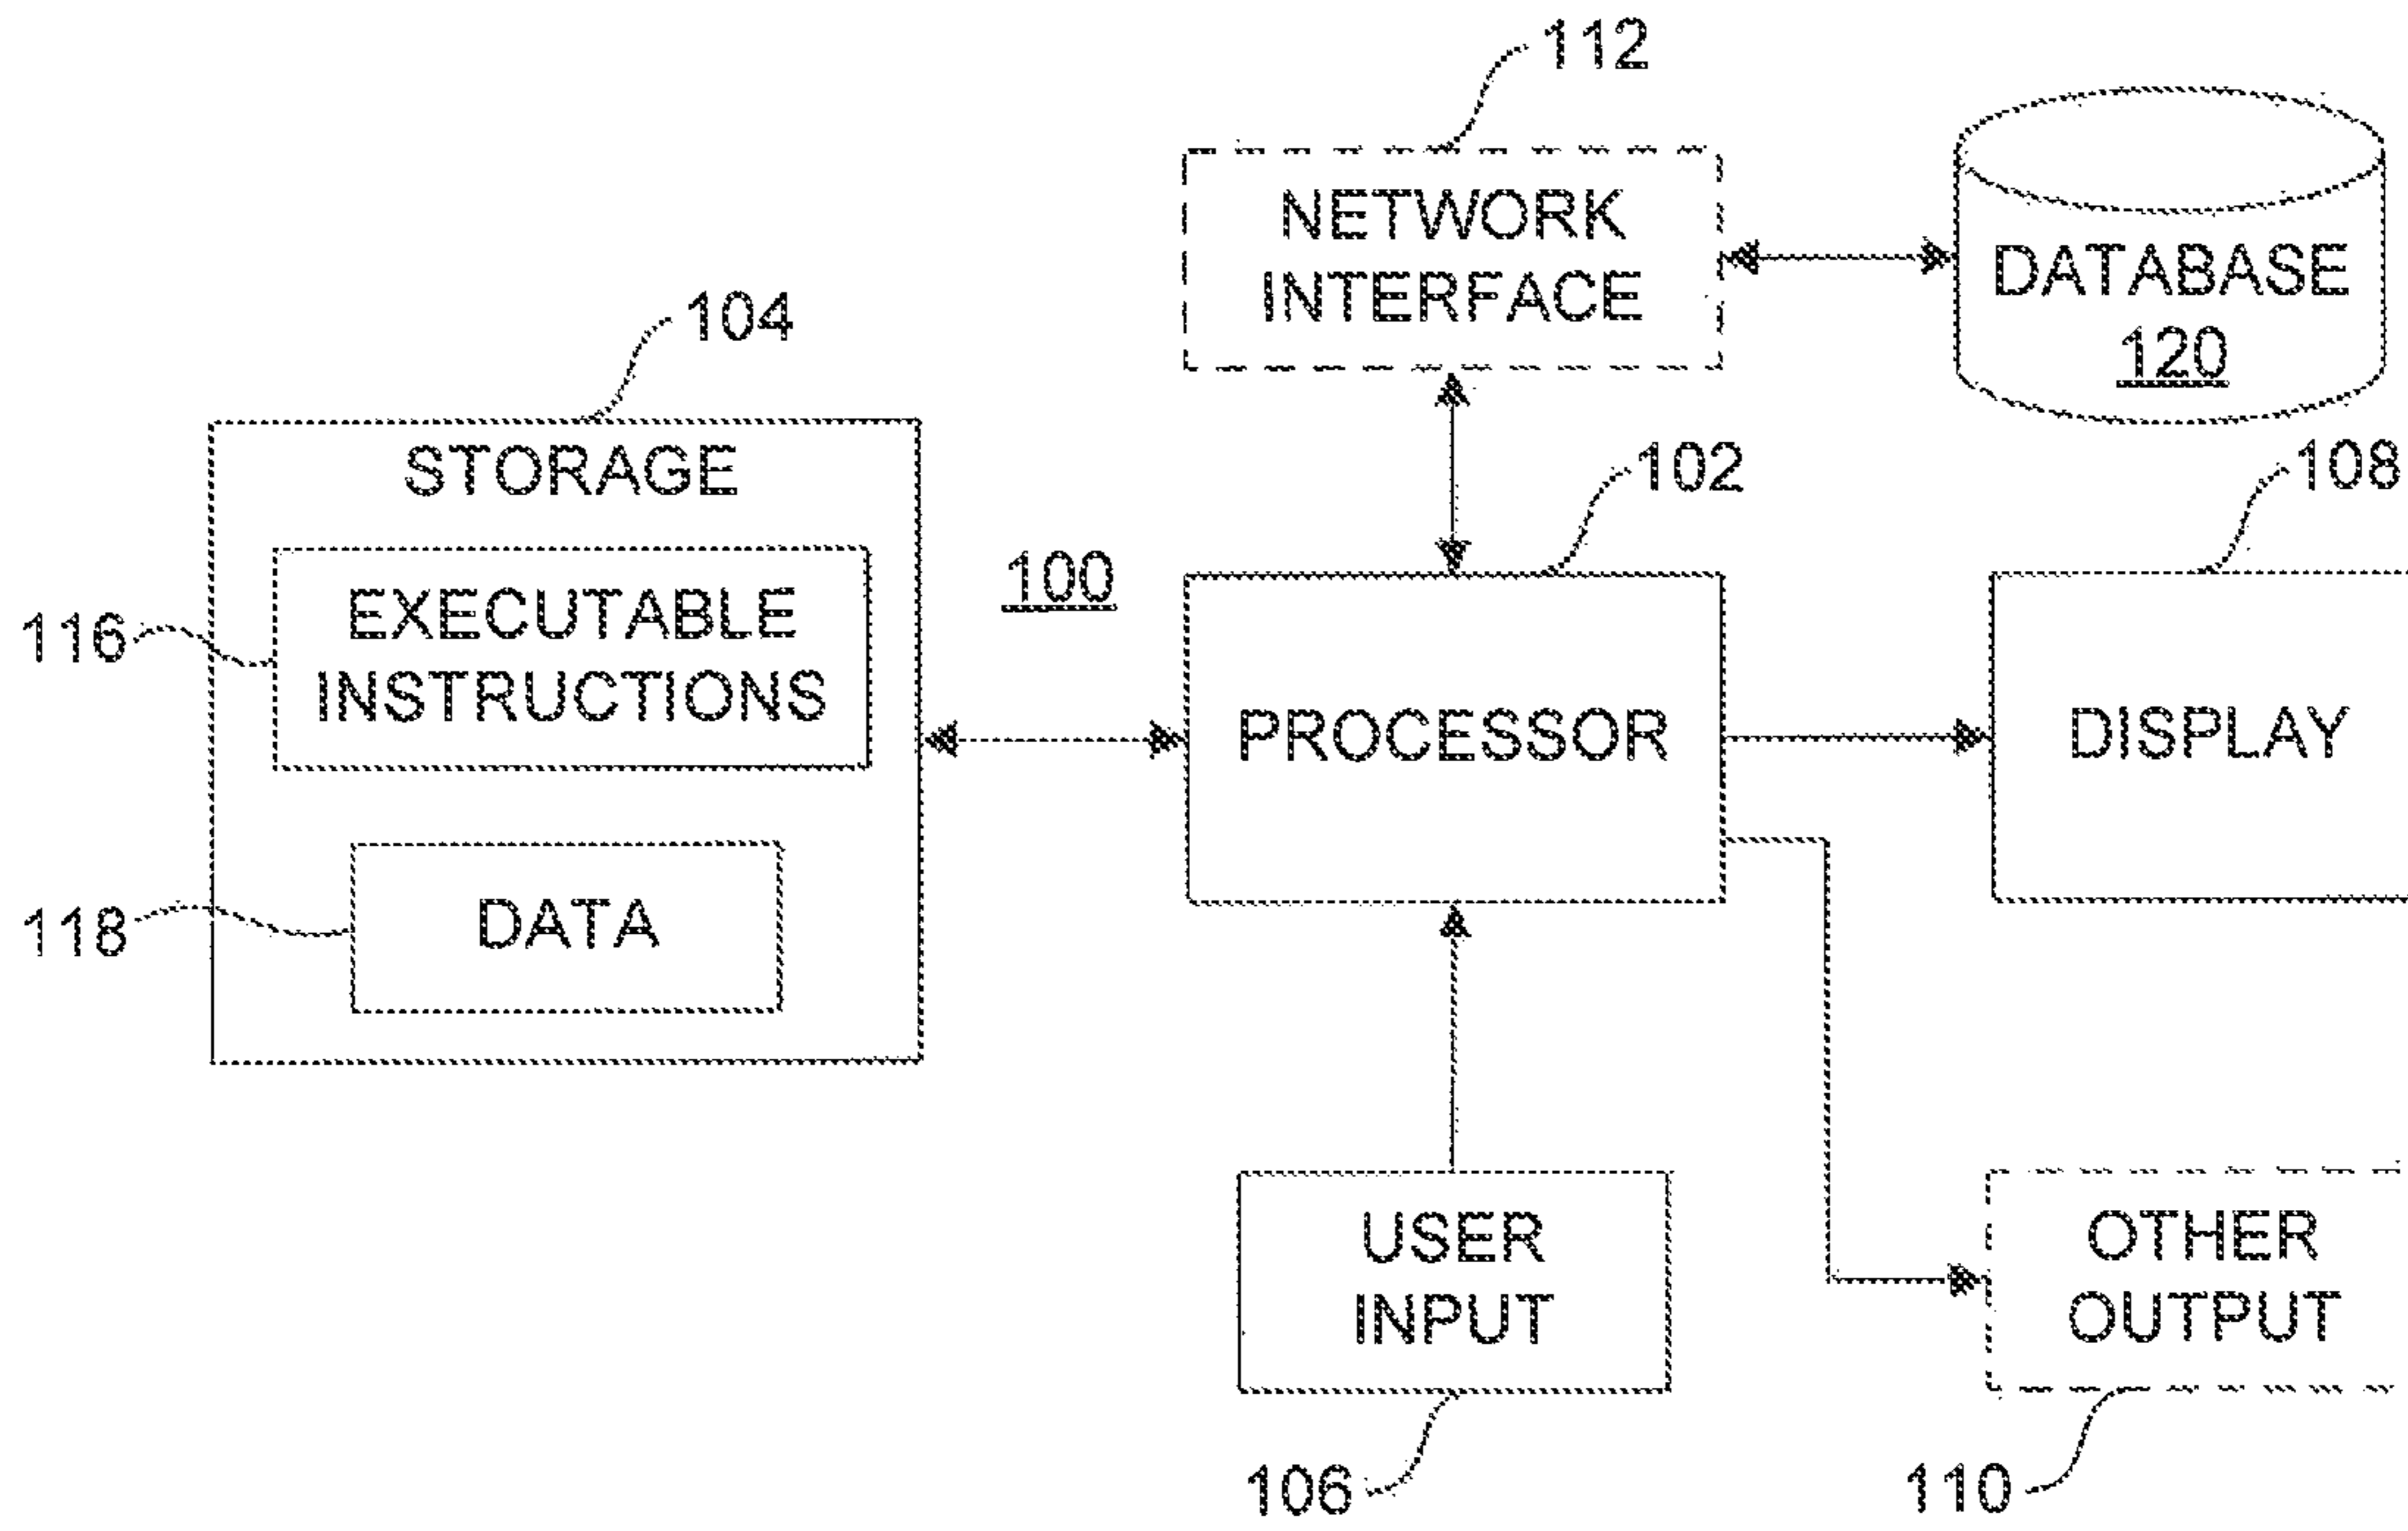 112
NETWORK
INTERFACE
DATABASE
120
104
STORAGE
102
108
EXECUTABLE
INSTRUCTIONS
116
100
PROCESSOR
DISPLAY
DATA
118
USER
INPUT
OTHER
OUTPUT
106
110